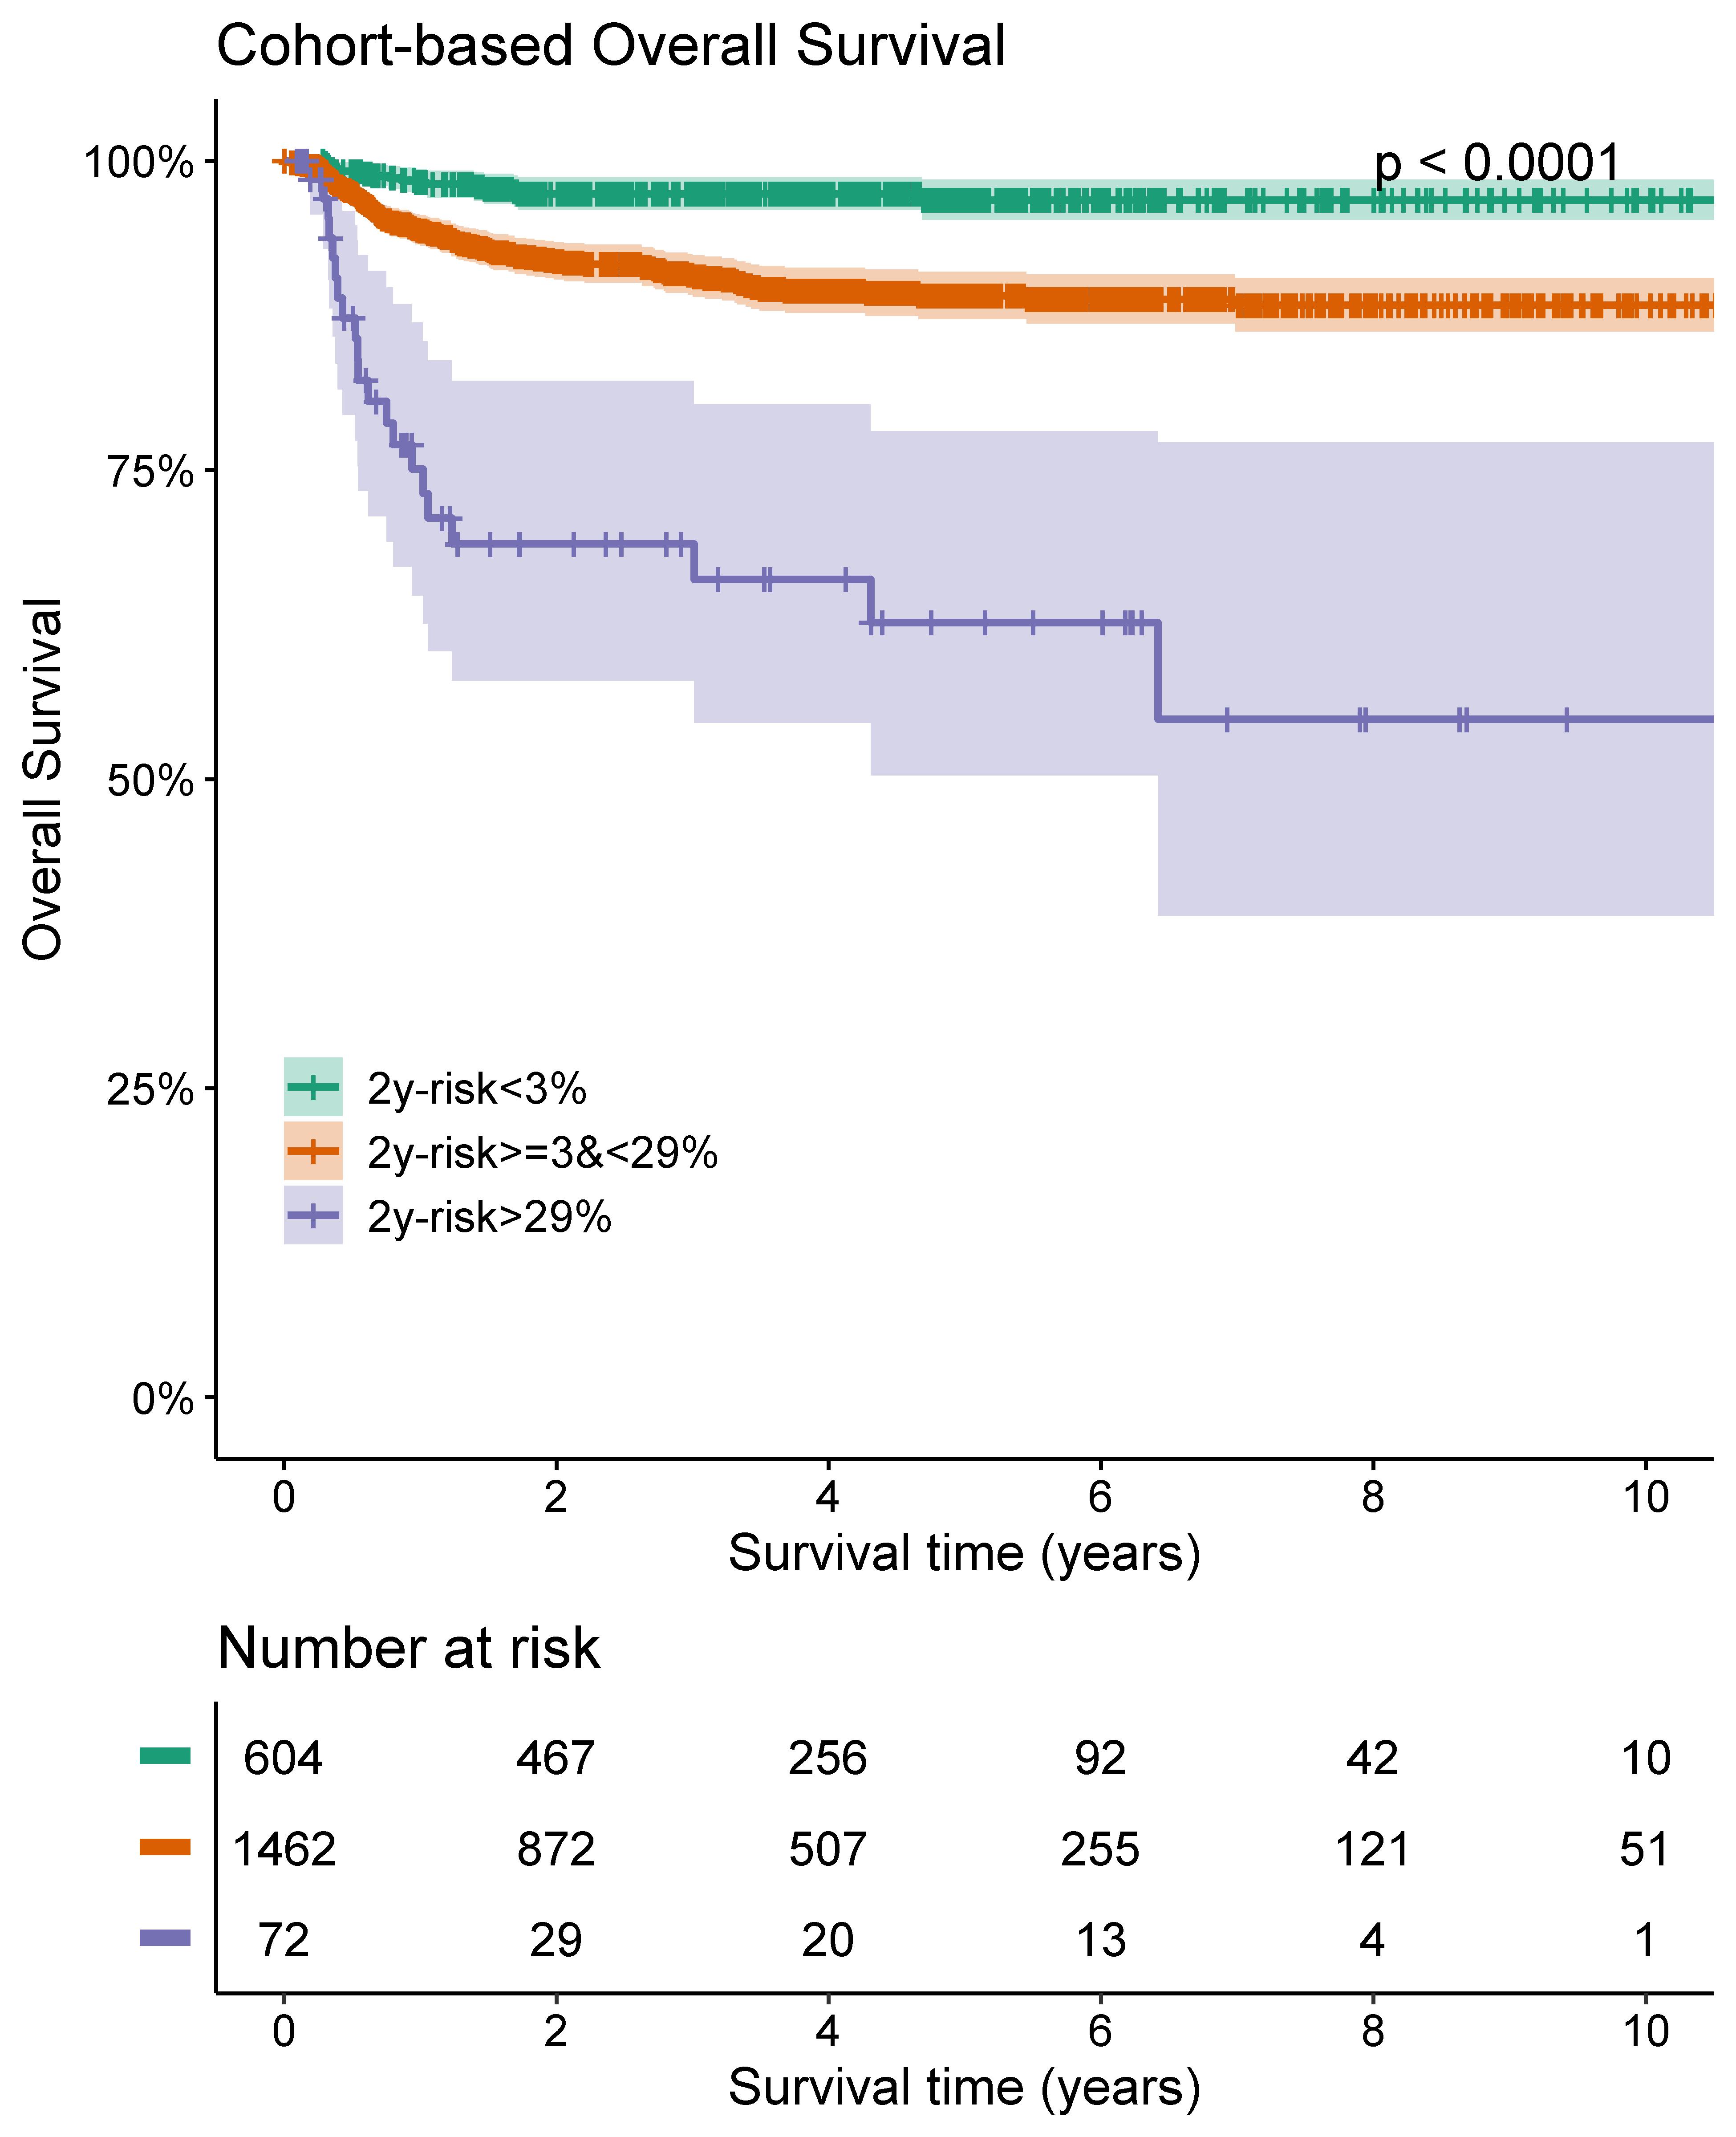 Cohort-based Overall Survival
p < 0.0001
100%
75%
50%
25%
0%
Overall Survival
2y-risk<3%
2y-risk>=3&<29%
2y-risk>29%
0 2 4 6 8 10
Survival time (years)
Number at risk
604 467 256 92 42 10
1462 872 507 255 121 51
72 29 20 13 4 1
0 2 4 6 8 10
Survival time (years)